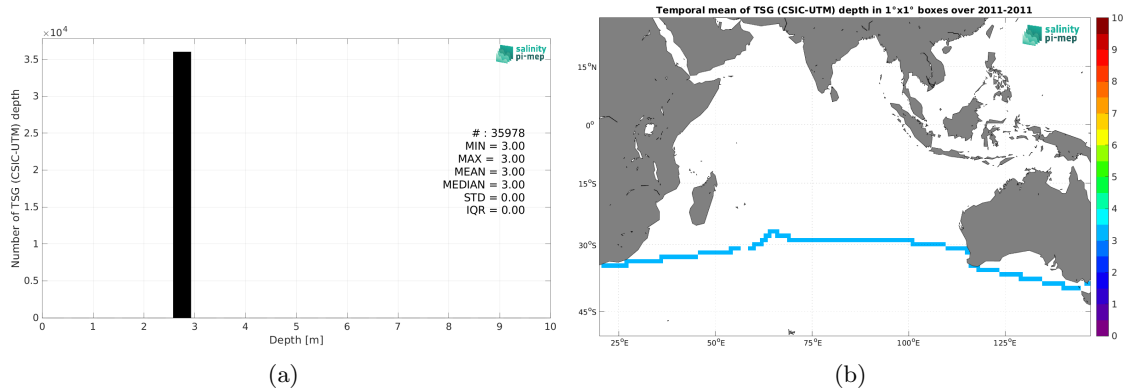 ×10⁴
3.5
3
2.5
2
1.5
1
0.5
0
0 1 2 3 4 5 6 7 8 9 10
Number of TSG (CSIC-UTM) depth
Depth [m]
salinity
pi-mep
# : 35978
MIN = 3.00
MAX = 3.00
MEAN = 3.00
MEDIAN = 3.00
STD = 0.00
IQR = 0.00
(a)
Temporal mean of TSG (CSIC-UTM) depth in 1°x1° boxes over 2011-2011
salinity
pi-mep
15°N
0°
15°S
30°S
45°S
25°E 50°E 75°E 100°E 125°E
10
9
8
7
6
5
4
3
2
1
0
(b)